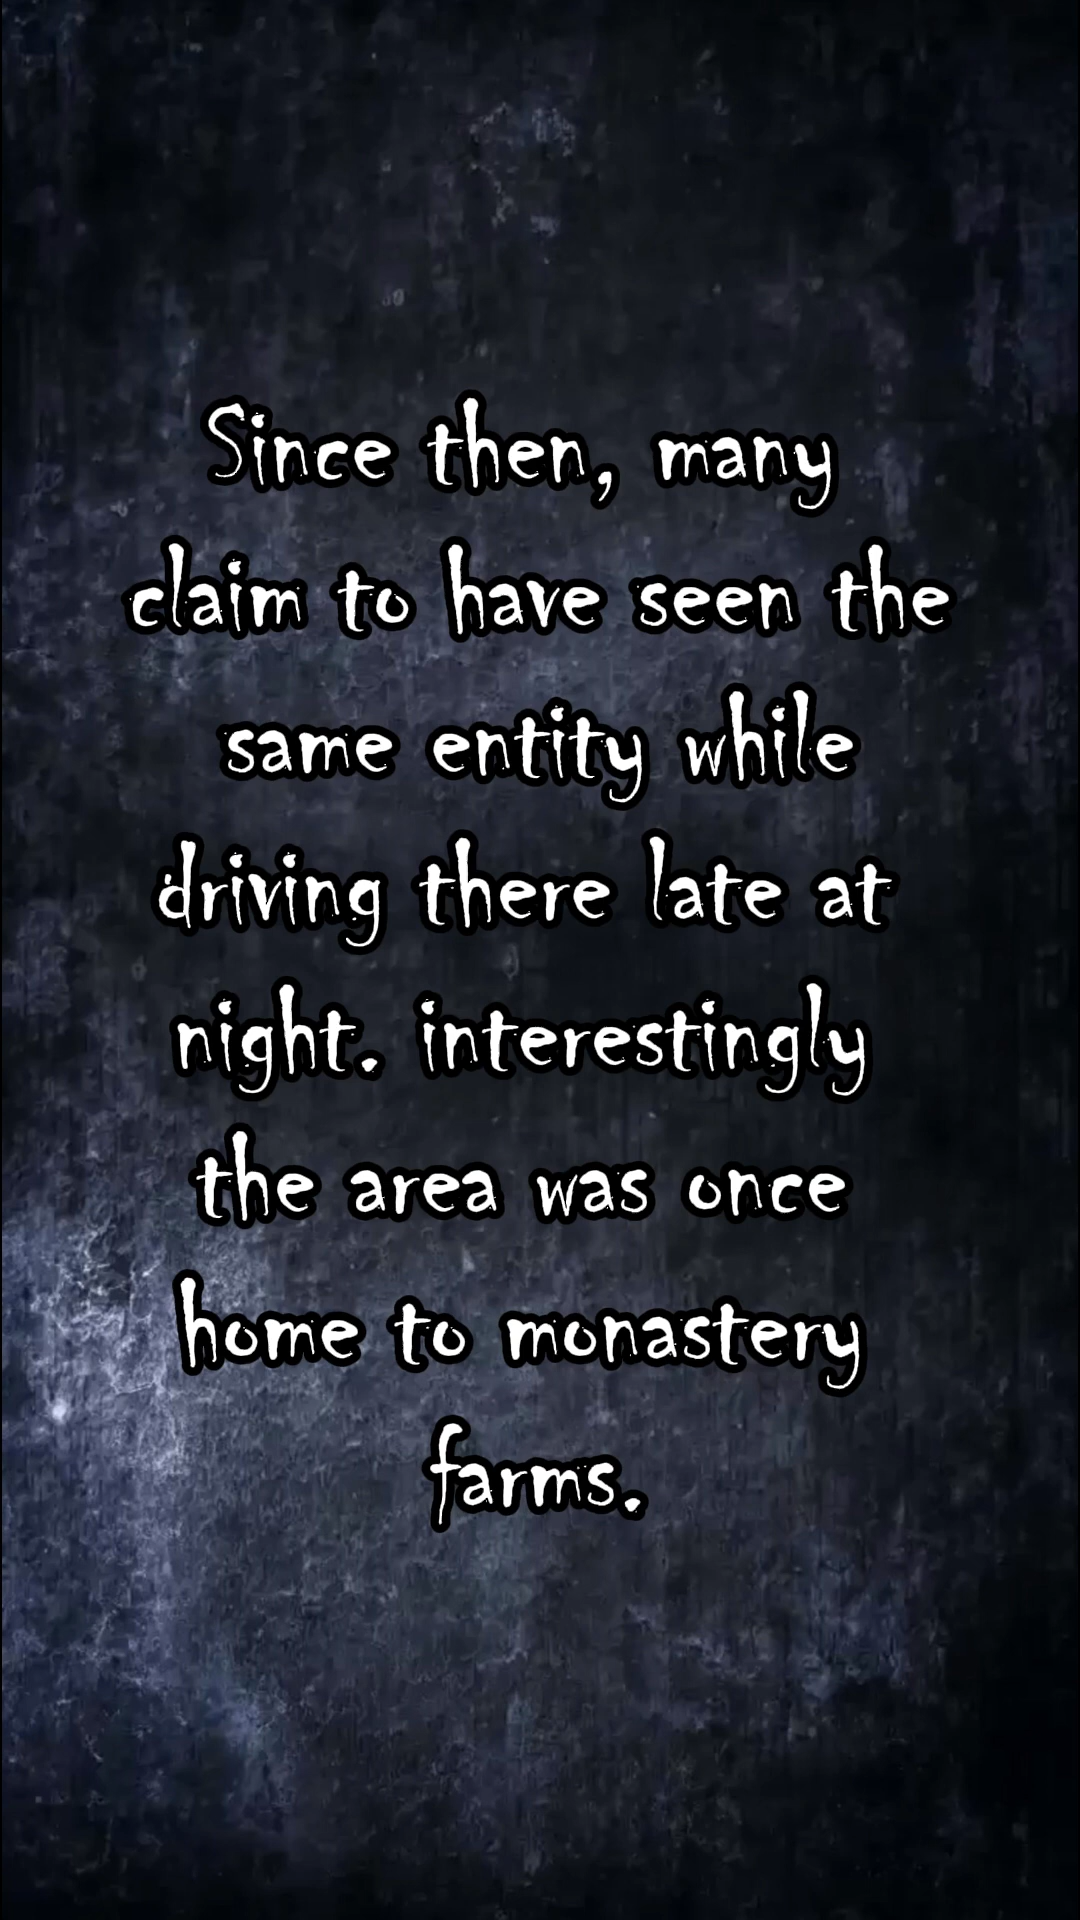 Since then, many
claim to have seen the
same entity while
driving there late at
night. interestingly
the area was once
home to monastery
farms.